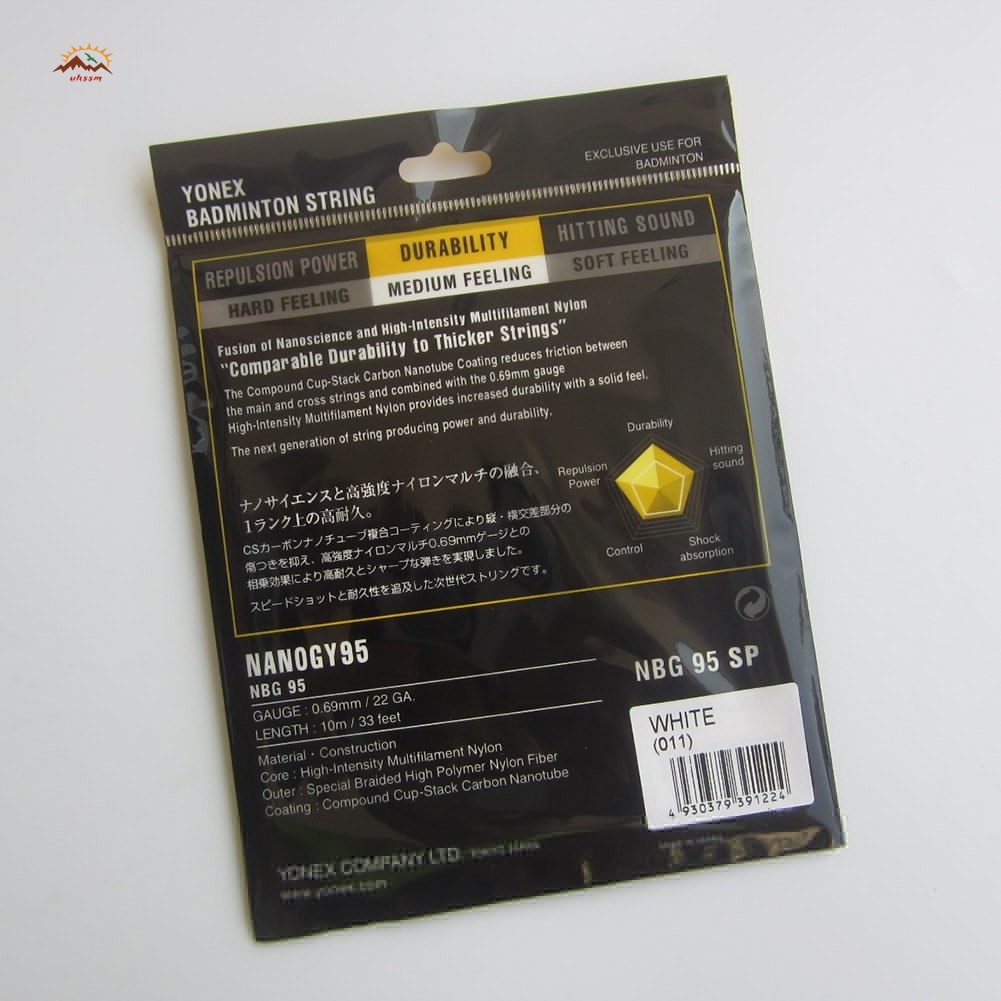 uhssm
EXCLUSIVE USE FOR
BADMINTON
YONEX
BADMINTON STRING
REPULSION POWER
DURABILITY
HITTING SOUND
HARD FEELING
MEDIUM FEELING
SOFT FEELING
Fusion of Nanoscience and High-Intensity Multifilament Nylon
"Comparable Durability to Thicker Strings"
The Compound Cup-Stack Carbon Nanotube Coating reduces friction between
the main and cross strings and combined with the 0.69mm gauge
High-Intensity Multifilament Nylon provides increased durability with a solid feel.
The next generation of string producing power and durability.
Durability
Hitting
sound
Repulsion
Power
Control
Shock
absorption
ナノサイエンスと高強度ナイロンマルチの融合、
1ランク上の高耐久。
CSカーボンナノチューブ複合コーティングにより縦・横交差部分の
傷つきを抑え、高強度ナイロンマルチ0.69mmゲージとの
相乗効果により高耐久とシャープな弾きを実現しました。
スピードショットと耐久性を追及した次世代ストリングです。
NANOGY95
NBG 95
NBG 95 SP
GAUGE : 0.69mm / 22 GA.
LENGTH : 10m / 33 feet
Material・Construction
Core : High-Intensity Multifilament Nylon
Outer : Special Braided High Polymer Nylon Fiber
Coating : Compound Cup-Stack Carbon Nanotube
WHITE
(011)
4 930379 391224
YONEX COMPANY LTD.
www.yonex.com